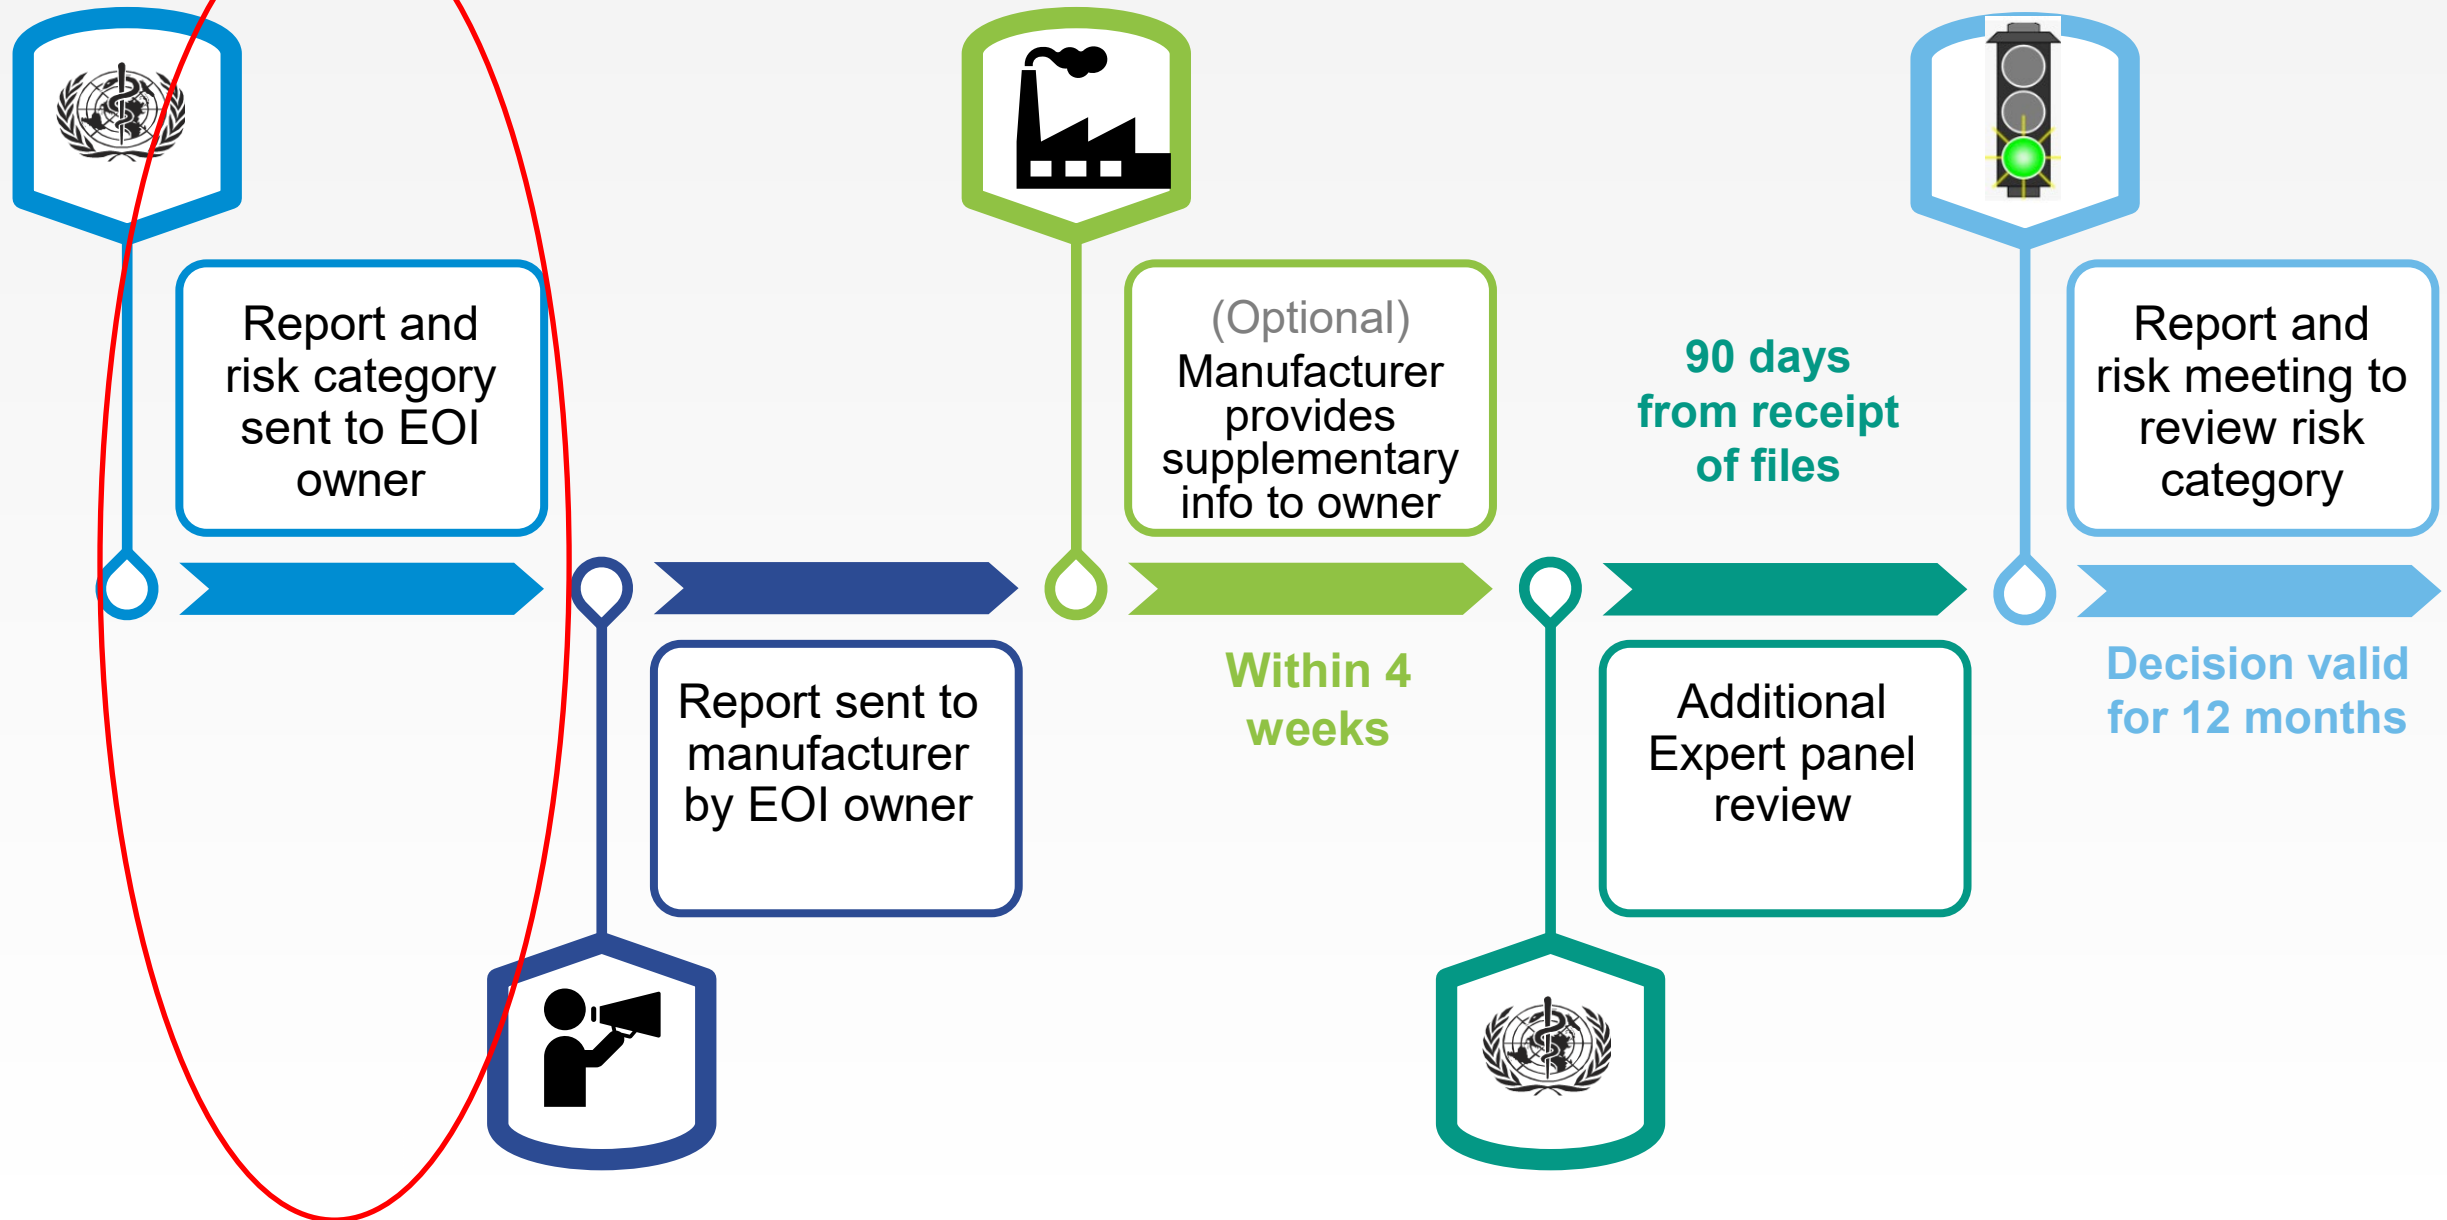 Report and
risk category
sent to EOI
owner
Report sent to
manufacturer
by EOI owner
(Optional)
Manufacturer
provides
supplementary
info to owner
Within 4
weeks
90 days
from receipt
of files
Additional
Expert panel
review
Report and
risk meeting to
review risk
category
Decision valid
for 12 months